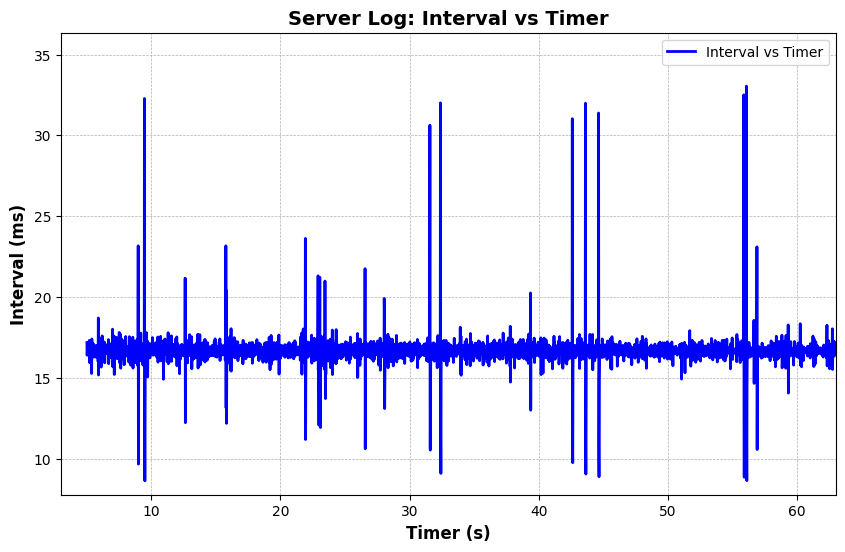 Server Log: Interval vs Timer
Interval vs Timer
35
30
25
20
15
10
Interval (ms)
10 20 30 40 50 60
Timer (s)